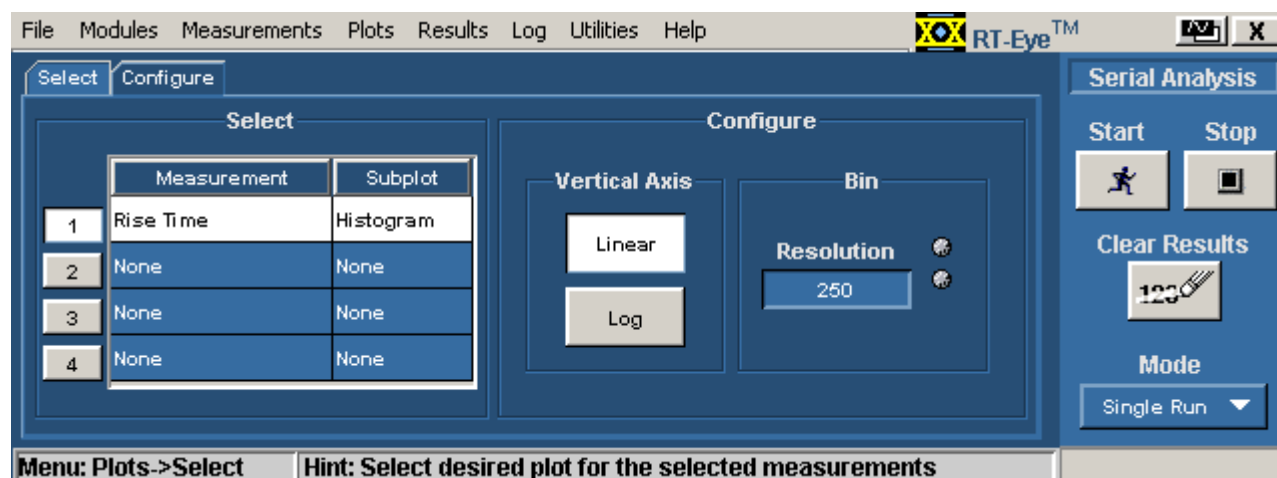 File Modules Measurements Plots Results Log Utilities Help RT-Eye™ X
Select Configure
Serial Analysis
Select
Configure
Start Stop
Measurement Subplot
Vertical Axis
Bin
1 Rise Time Histogram
Linear
Resolution
Clear Results
2 None None
250
123
3 None None
Log
4 None None
Mode
Single Run
Menu: Plots->Select Hint: Select desired plot for the selected measurements